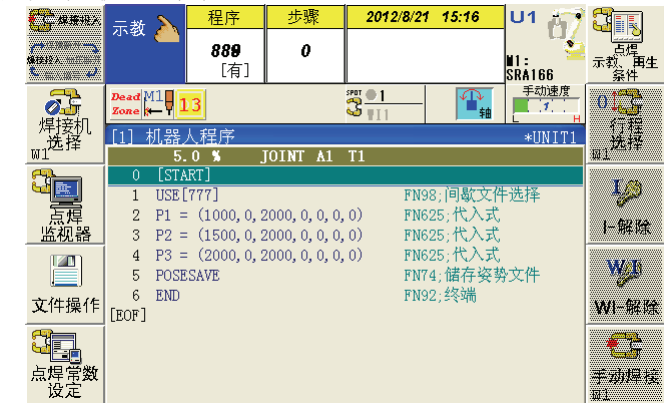 焊接投入
示教
程序
889
[有]
步骤
0
2012/8/21 15:16
U1
M1:
SRA166
点焊
示教、再生
条件
焊接机
选择
W1
Dead
Zone
M1
13
SPOT
1
轴
手动速度
L
H
行程
选择
W1
[1] 机器人程序
*UNIT1
5.0 % JOINT A1 T1
0 [START]
1 USE[777] FN98;间歇文件选择
2 P1 = (1000,0,2000,0,0,0,0) FN625;代入式
3 P2 = (1500,0,2000,0,0,0,0) FN625;代入式
4 P3 = (2000,0,2000,0,0,0,0) FN625;代入式
5 POSESAVE FN74;储存姿势文件
6 END FN92;终端
[EOF]
点焊
监视器
文件操作
点焊常数
设定
I-解除
WI-解除
手动焊接
W1